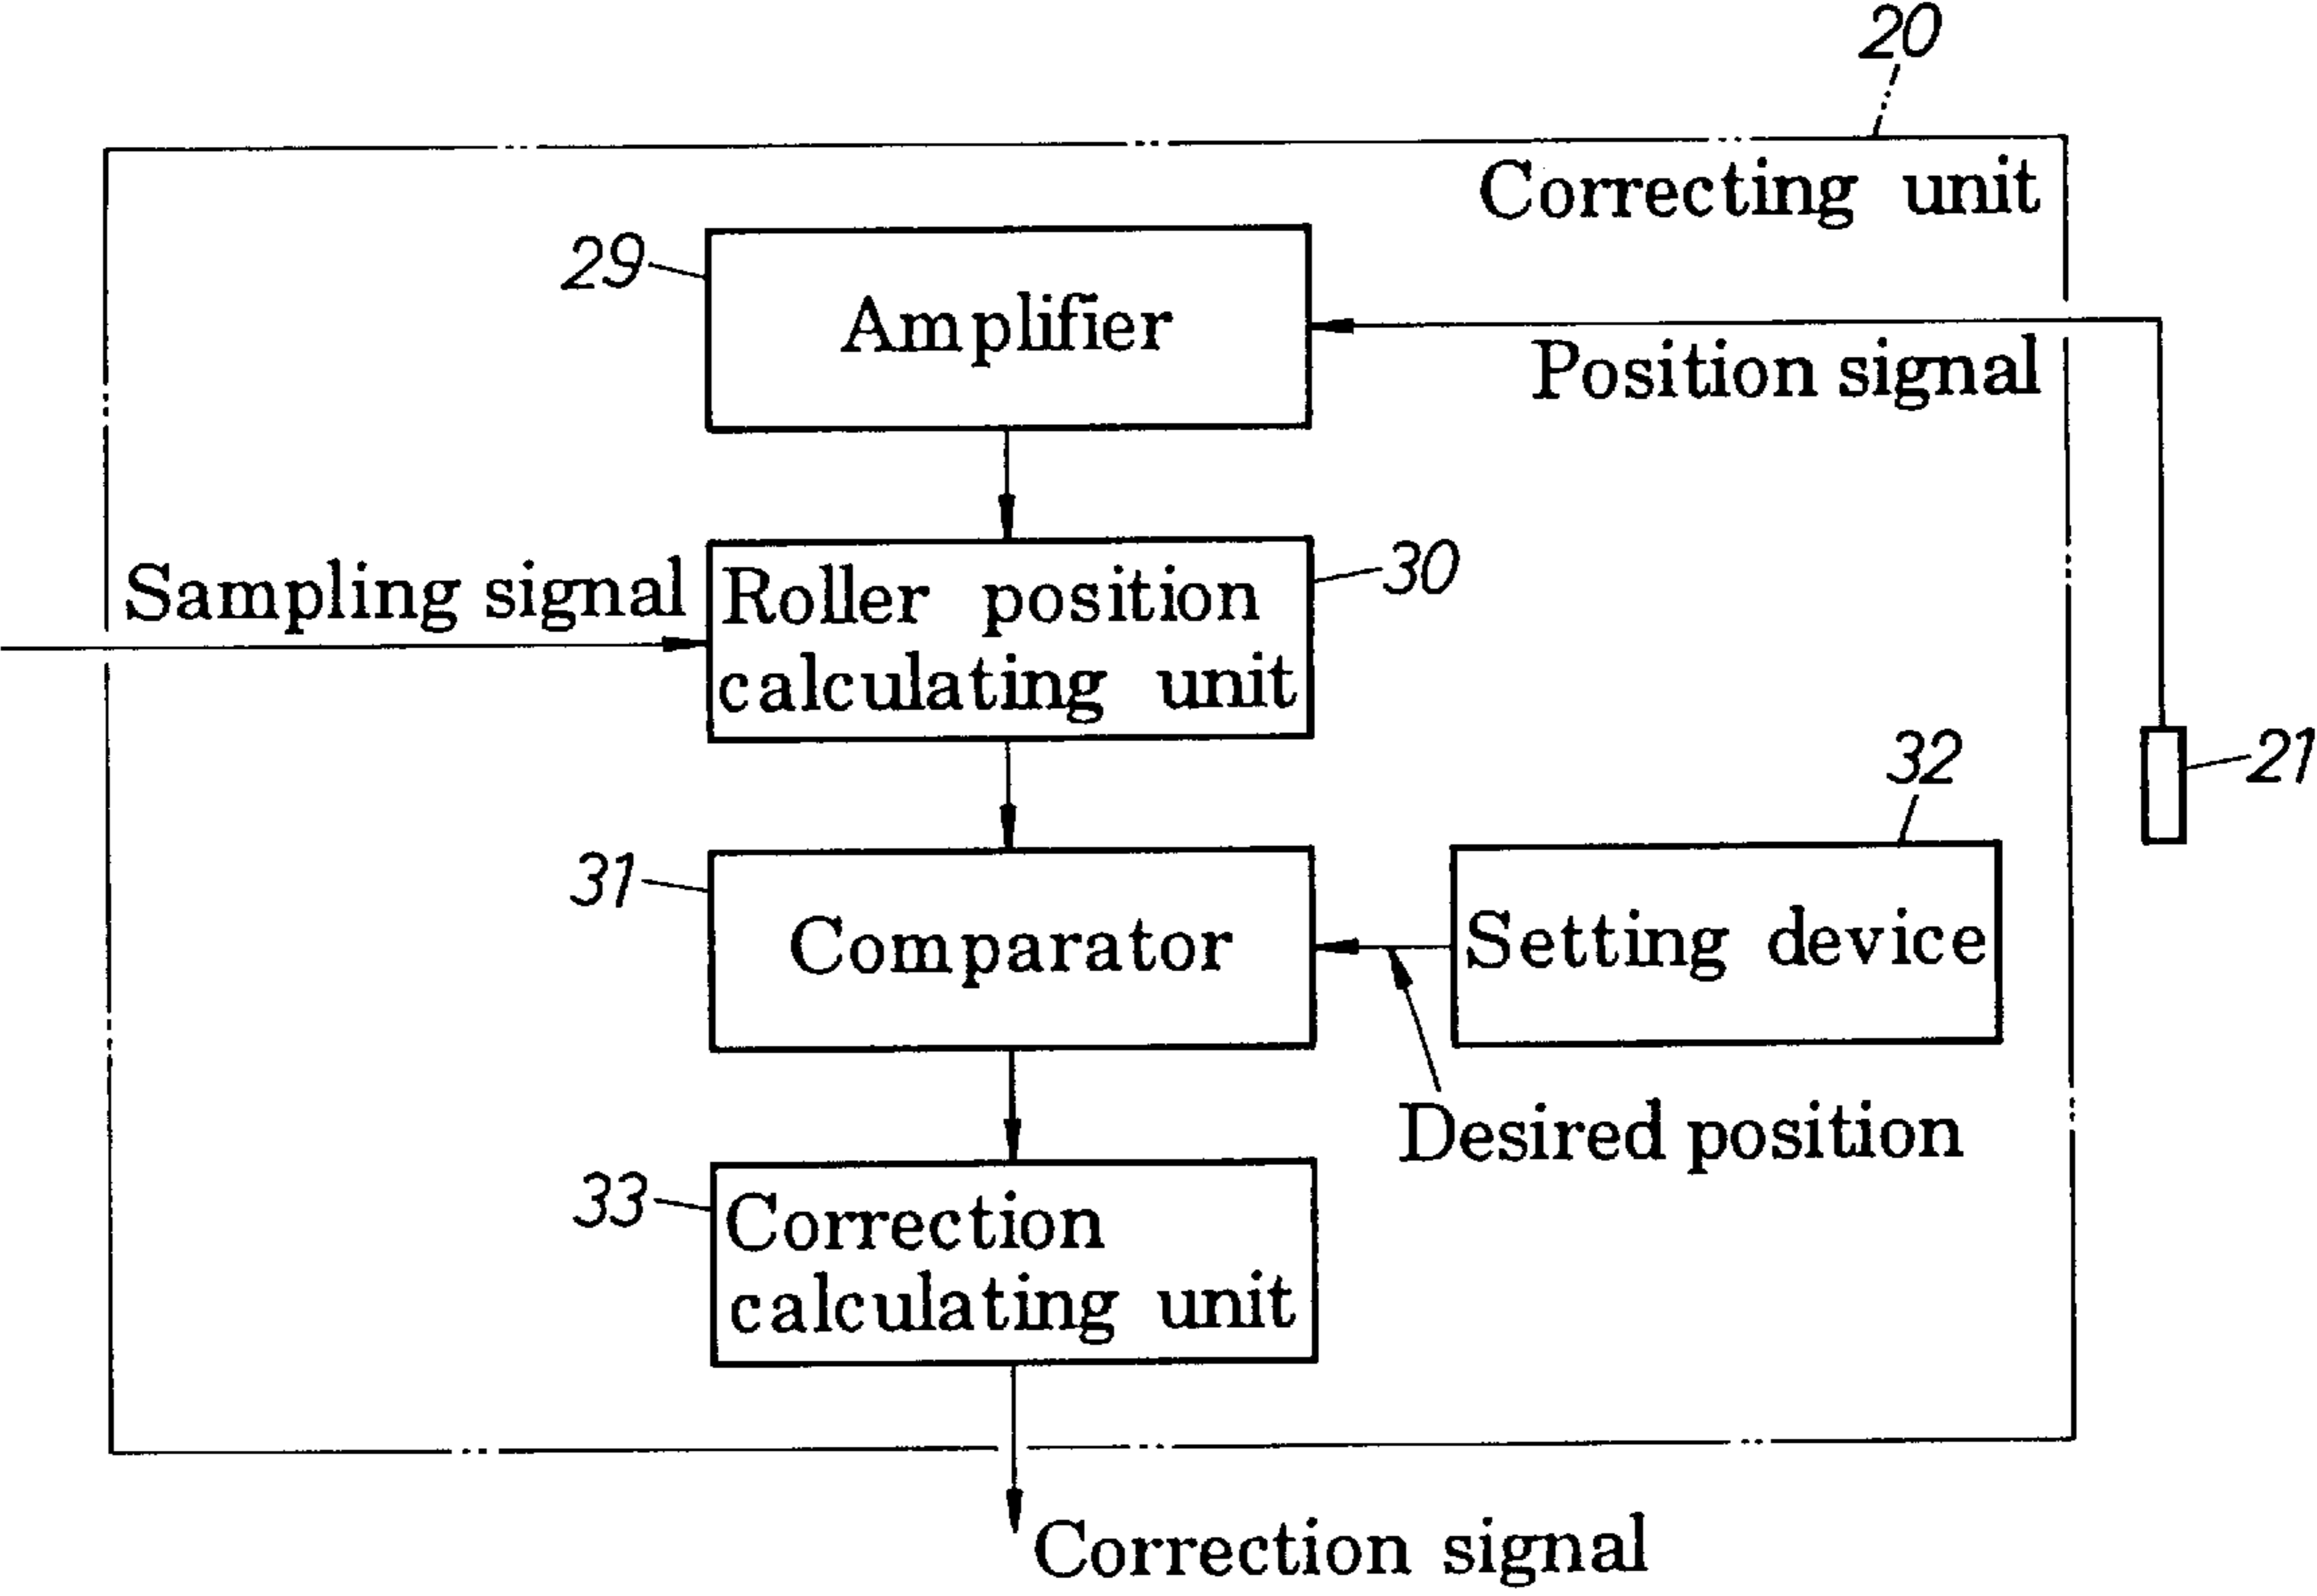 20
Correcting unit
29
Amplifier
Position signal
Sampling signal
Roller position
calculating unit
30
32
21
31
Comparator
Setting device
Desired position
33
Correction
calculating unit
Correction signal